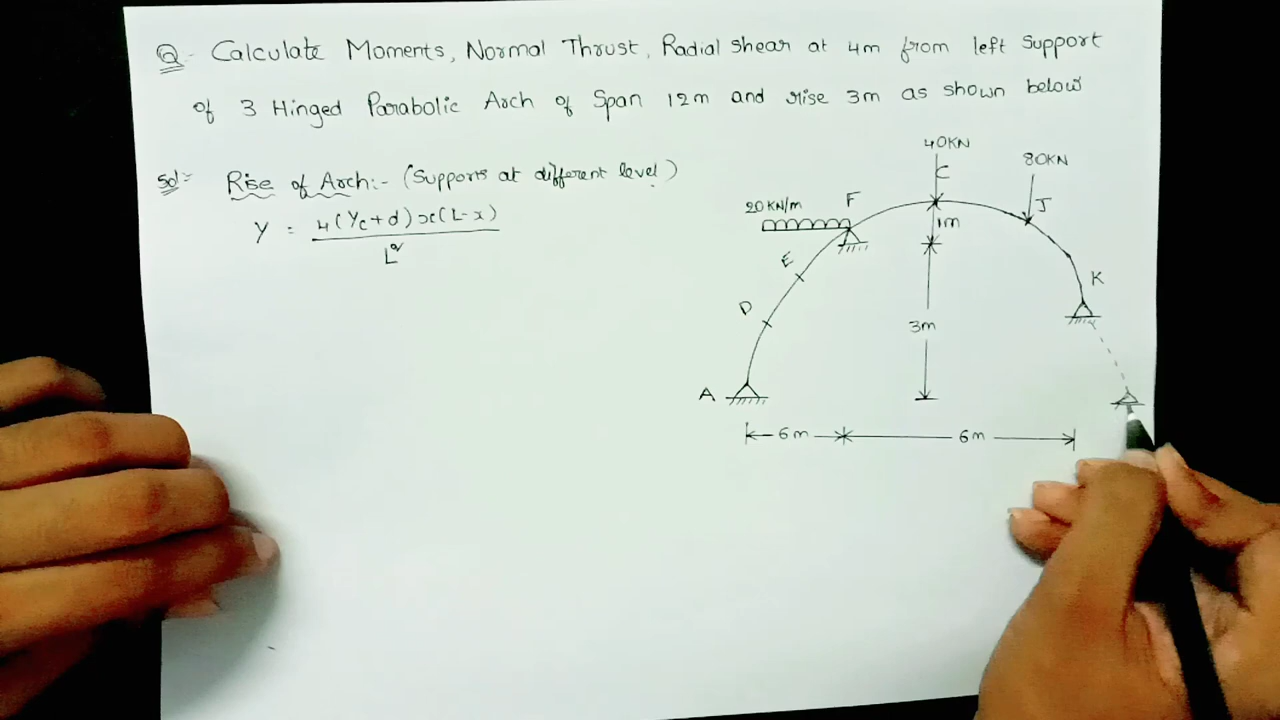 Q- Calculate Moments, Normal Thrust, Radial shear at 4m from left support
of 3 Hinged Parabolic Arch of Span 12m and rise 3m as shown below
Sol:- Rise of Arch:- (Supports at different level)
Y = 4(Yc+d)x(L-x)
L²
40KN
C
80KN
20KN/m
F
J
1m
E
K
D
3m
A
6m
6m